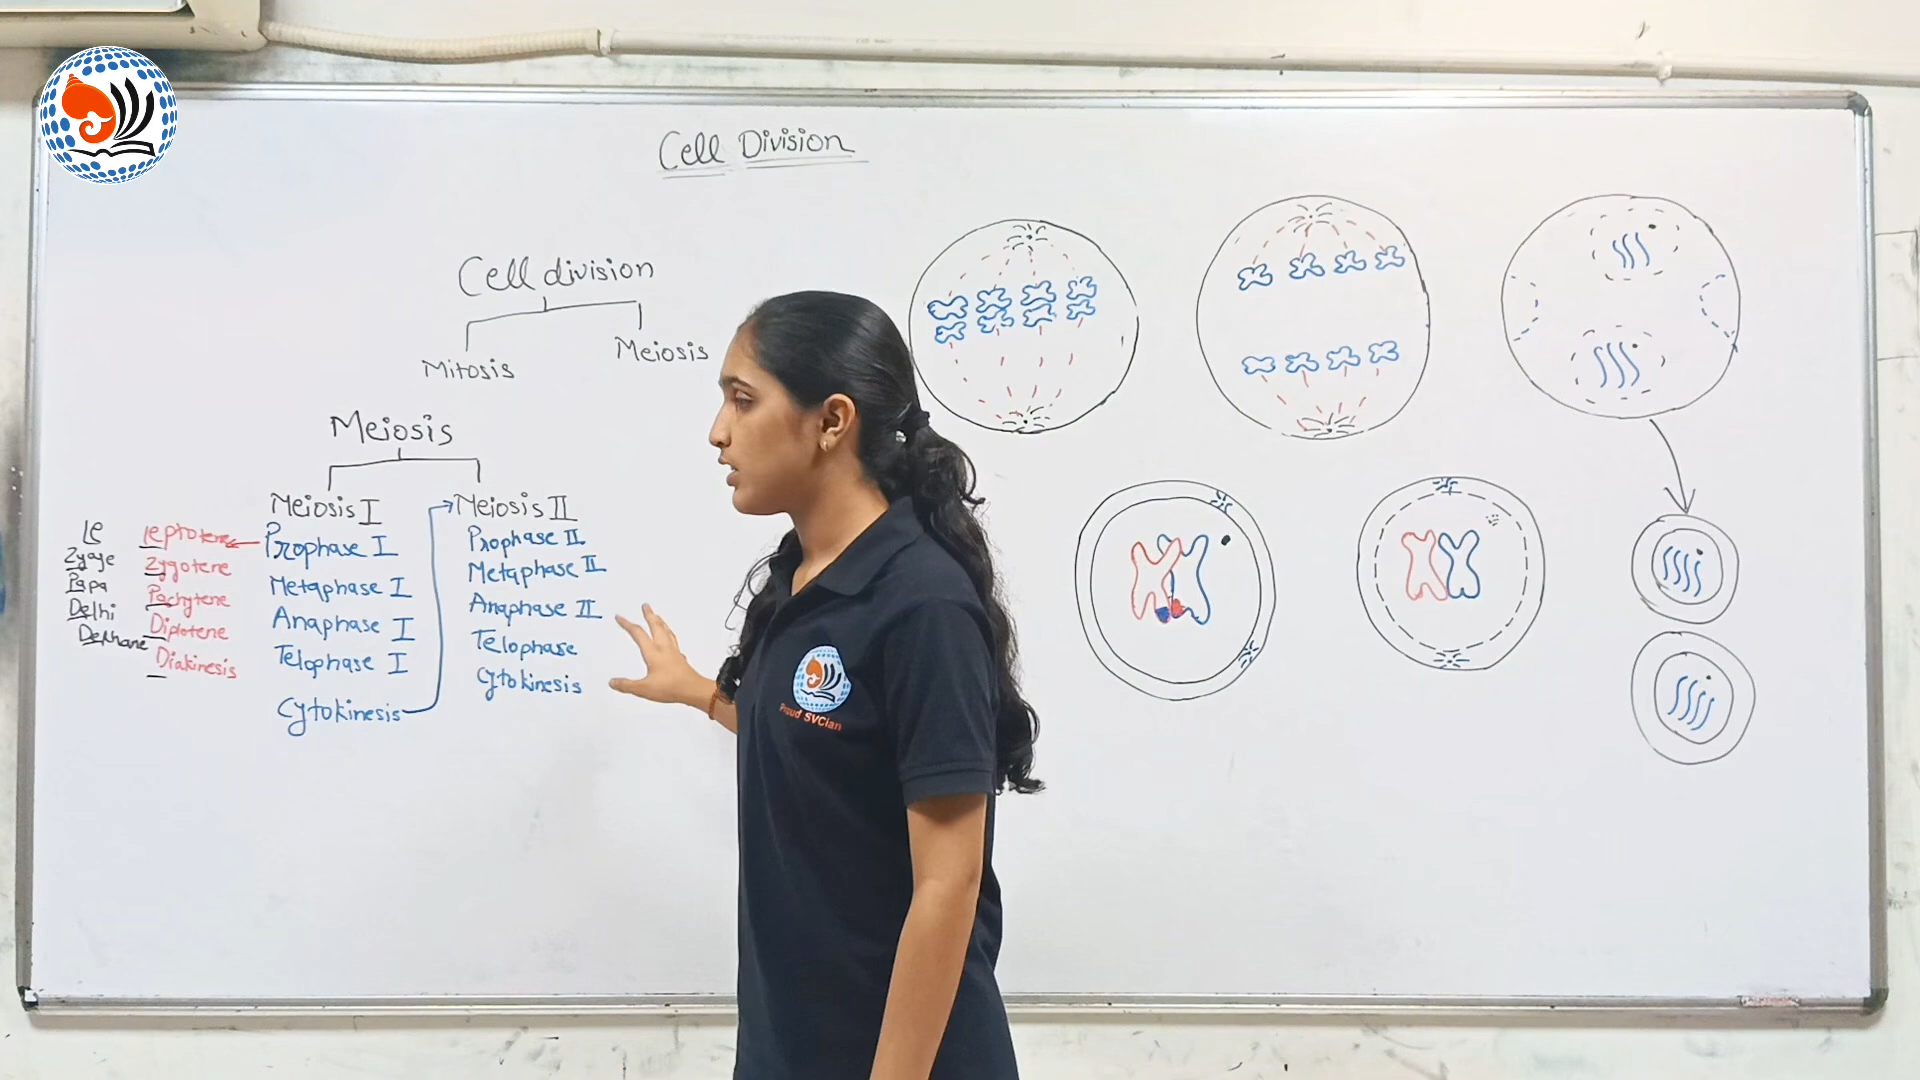 Cell Division
Cell division
Mitosis
Meiosis
Meiosis
Meiosis I
Meiosis II
Le
Zygaye
Papa
Delhi
Dekhane
leptotene
Zygotene
Pachytene
Diplotene
Diakinesis
Prophase I
Metaphase I
Anaphase I
Telophase I
Cytokinesis
Prophase II
Metaphase II
Anaphase II
Telophase
Cytokinesis
Proud SVCian